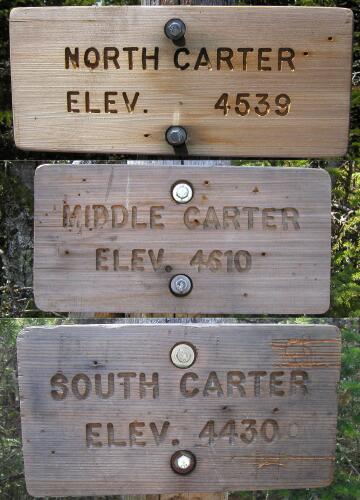 NORTH CARTER
ELEV. 4539
MIDDLE CARTER
ELEV. 4610
SOUTH CARTER
ELEV. 4430